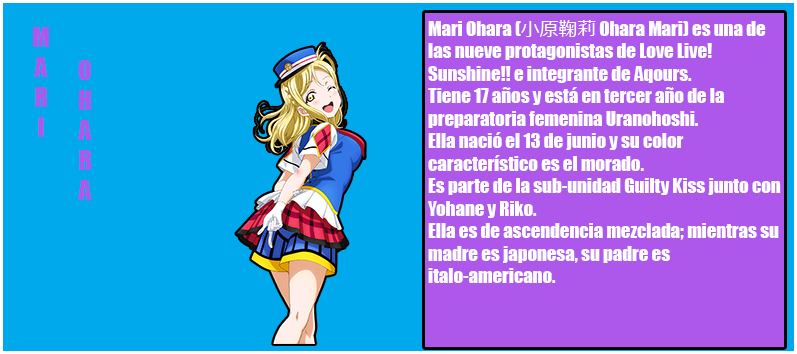 MARI
OHARA
Mari Ohara (小原鞠莉 Ohara Mari) es una de
las nueve protagonistas de Love Live!
Sunshine!! e integrante de Aqours.
Tiene 17 años y está en tercer año de la
preparatoria femenina Uranohoshi.
Ella nació el 13 de junio y su color
característico es el morado.
Es parte de la sub-unidad Guilty Kiss junto con
Yohane y Riko.
Ella es de ascendencia mezclada; mientras su
madre es japonesa, su padre es
italo-americano.